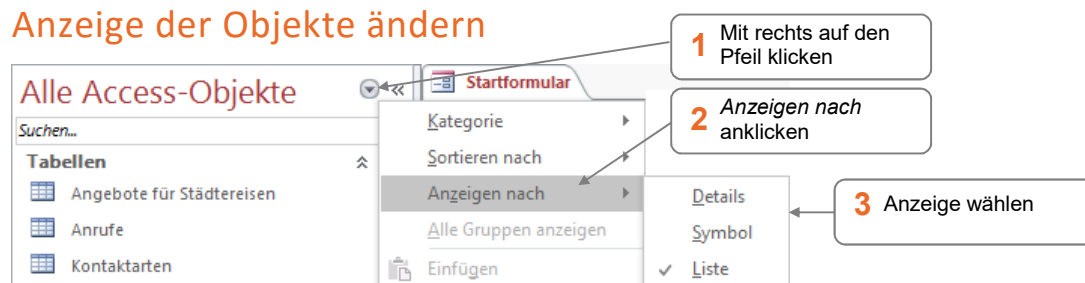 Anzeige der Objekte ändern
1 Mit rechts auf den
Pfeil klicken
Alle Access-Objekte
«
Startformular
Suchen...
Kategorie
2 Anzeigen nach
anklicken
Tabellen
Sortieren nach
Angebote für Städtereisen
Anzeigen nach
Details
3 Anzeige wählen
Anrufe
Alle Gruppen anzeigen
Symbol
Kontaktarten
Einfügen
Liste